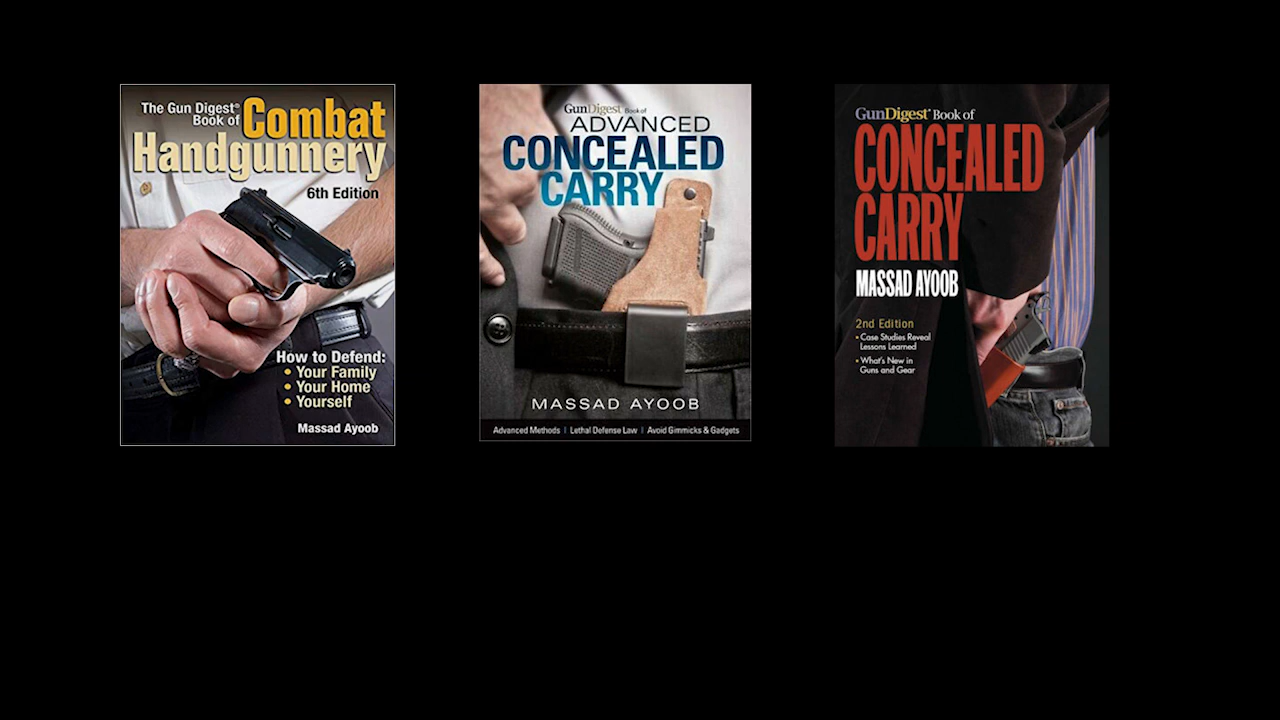 The Gun Digest®
Book of
Combat
Handgunnery
6th Edition
How to Defend:
• Your Family
• Your Home
• Yourself
Massad Ayoob
GunDigest Book of
ADVANCED
CONCEALED
CARRY
MASSAD AYOOB
Advanced Methods | Lethal Defense Law | Avoid Gimmicks & Gadgets
GunDigest® Book of
CONCEALED
CARRY
MASSAD AYOOB
2nd Edition
• Case Studies Reveal
Lessons Learned
• What's New in
Guns and Gear